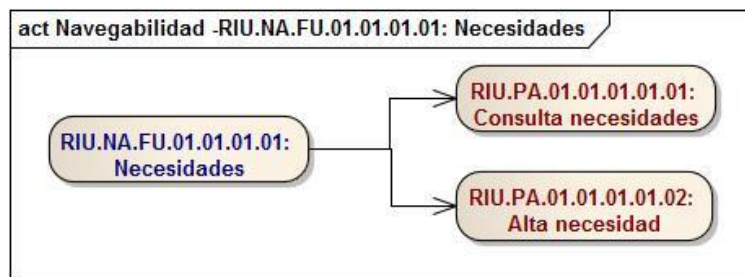 act Navegabilidad -RIU.NA.FU.01.01.01.01: Necesidades
RIU.NA.FU.01.01.01.01:
Necesidades
RIU.PA.01.01.01.01.01:
Consulta necesidades
RIU.PA.01.01.01.01.02:
Alta necesidad